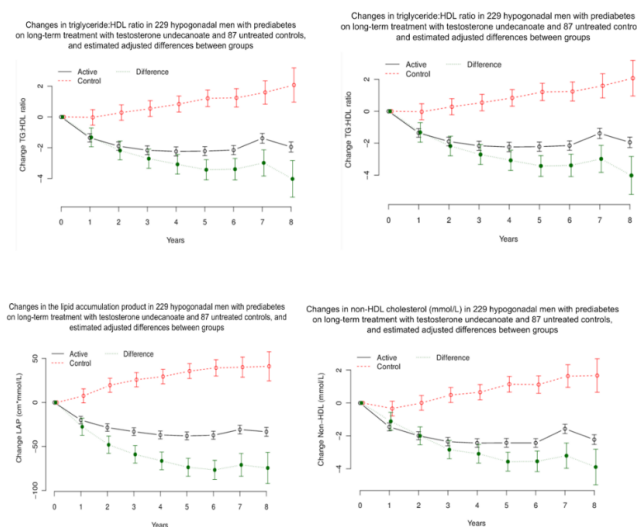 Changes in triglyceride:HDL ratio in 229 hypogonadal men with prediabetes
on long-term treatment with testosterone undecanoate and 87 untreated controls,
and estimated adjusted differences between groups
Active
Difference
Control
Change TG:HDL ratio
2
0
-2
-4
0 1 2 3 4 5 6 7 8
Years
Changes in triglyceride:HDL ratio in 229 hypogonadal men with prediabetes
on long-term treatment with testosterone undecanoate and 87 untreated contro
and estimated adjusted differences between groups
Active
Difference
Control
Change TG:HDL ratio
2
0
-2
-4
0 1 2 3 4 5 6 7 8
Years
Changes in the lipid accumulation product in 229 hypogonadal men with prediabetes
on long-term treatment with testosterone undecanoate and 87 untreated controls, and
estimated adjusted differences between groups
Active
Difference
Control
Change LAP (cm*mmol/L)
50
0
-50
-100
0 1 2 3 4 5 6 7 8
Years
Changes in non-HDL cholesterol (mmol/L) in 229 hypogonadal men with prediabetes
on long-term treatment with testosterone undecanoate and 87 untreated controls,
and estimated adjusted differences between groups
Active
Difference
Control
Change Non-HDL (mmol/L)
2
0
-2
-4
0 1 2 3 4 5 6 7 8
Years